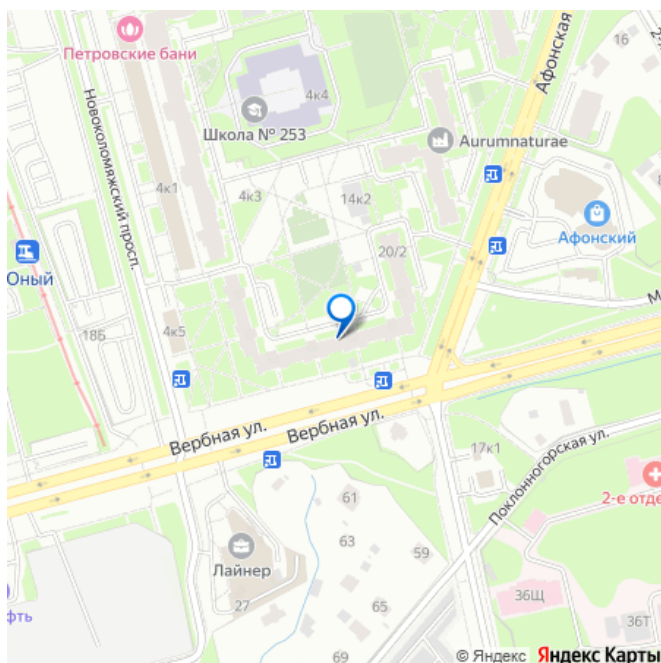 Петровские бани
Новоколомяжский просп.
4к4
Школа № 253
4к1
4к3
14к2
Aurumnaturae
Афонская
16
Афонский
20/2
Оный
18Б
4к5
Вербная ул.
Вербная ул.
17к1
Поклонногорская ул.
2-е отде
61
63
59
Лайнер
27
65
36Щ
36Т
69
фть
© Яндекс Яндекс Карты